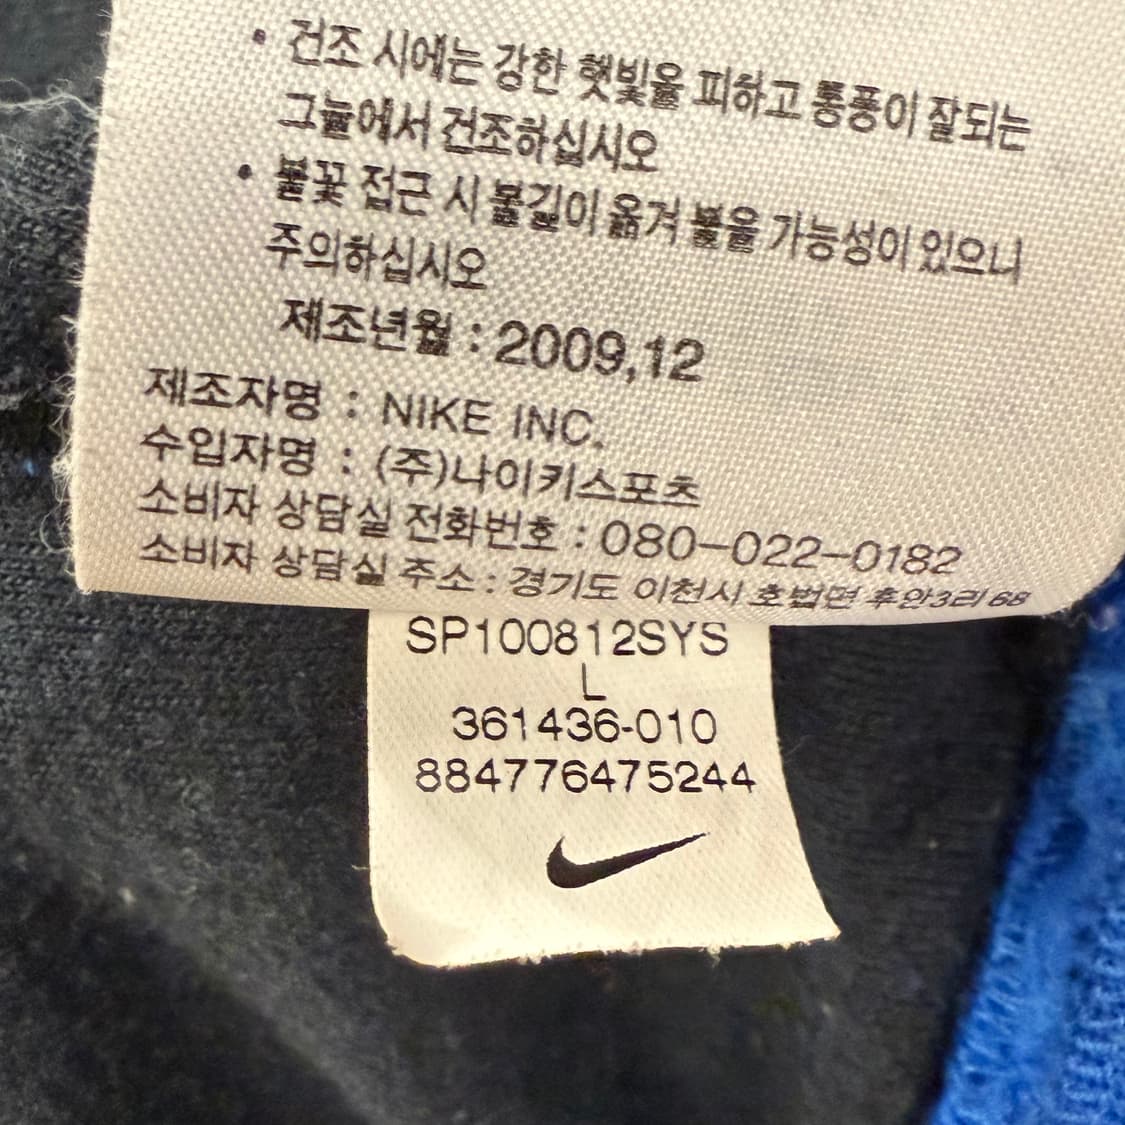 • 건조 시에는 강한 햇빛을 피하고 통풍이 잘되는
그늘에서 건조하십시오
• 불꽃 접근 시 불길이 옮겨 붙을 가능성이 있으니
주의하십시오
제조년월 : 2009,12
제조자명 : NIKE INC.
수입자명 : (주)나이키스포츠
소비자 상담실 전화번호 : 080-022-0182
소비자 상담실 주소 : 경기도 이천시 호법면 후안3리 68
SP100812SYS
L
361436-010
884776475244